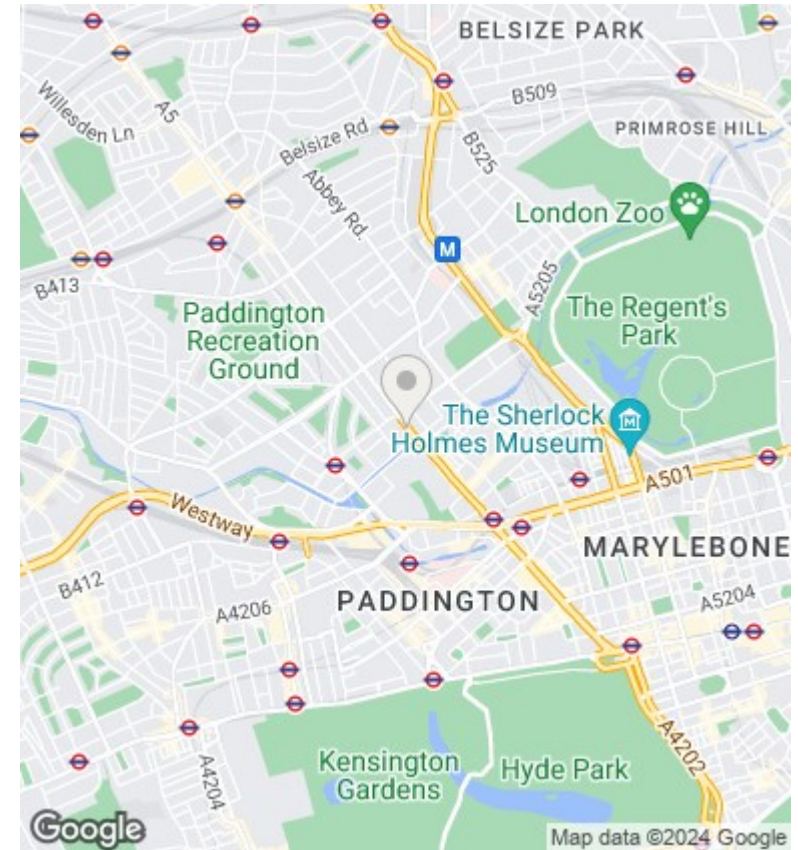 BELSIZE PARK
B509
A5
Willesden Ln
Belsize Rd
B525
PRIMROSE HILL
Abbey Rd.
London Zoo
M
A5205
B413
Paddington
Recreation
Ground
The Regent's
Park
The Sherlock
Holmes Museum
A501
Westway
MARYLEBONE
B412
A4206
PADDINGTON
A5204
A4202
A4204
Kensington
Gardens
Hyde Park
Google
Map data ©2024 Google